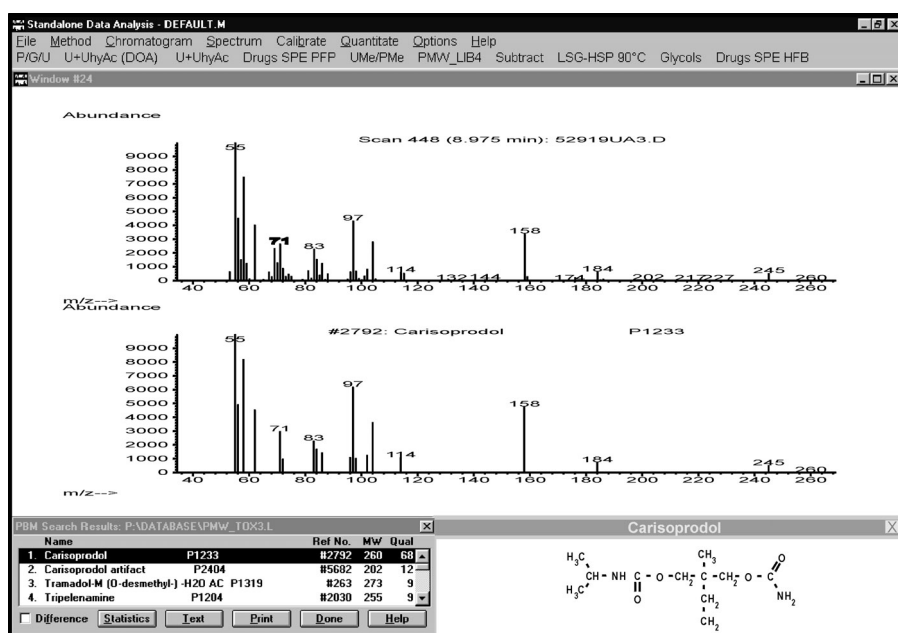 Standalone Data Analysis - DEFAULT.M
File Method Chromatogram Spectrum Calibrate Quantitate Options Help
P/G/U U+UhyAc (DOA) U+UhyAc Drugs SPE PFP UMe/PMe PMW_LIB4 Subtract LSG-HSP 90°C Glycols Drugs SPE HFB
Window #24
Abundance
Scan 448 (8.975 min): 52919UA3.D
55
9000
8000
7000
6000
5000
4000
3000
2000
1000
0
71 83 97 114 132 144 158 174 184 202 217 227 245 260
40 60 80 100 120 140 160 180 200 220 240 260
m/z-->
Abundance
#2792: Carisoprodol P1233
55
9000
8000
7000
6000
5000
4000
3000
2000
1000
0
71 83 97 114 158 184 245 260
40 60 80 100 120 140 160 180 200 220 240 260
m/z-->
PBM Search Results: P:\DATABASE\PMW_TOX3.L
Name Ref No. MW Qual
1. Carisoprodol P1233 #2792 260 68
2. Carisoprodol artifact P2404 #5682 202 12
3. Tramadol-M (O-desmethyl-) -H2O AC P1319 #263 273 9
4. Tripelenamine P1204 #2030 255 9
Difference Statistics Text Print Done Help
Carisoprodol
H₃C CH₃ O
CH – NH – C – O – CH₂ – C – CH₂ – O – C
H₃C O CH₂ NH₂
CH₃